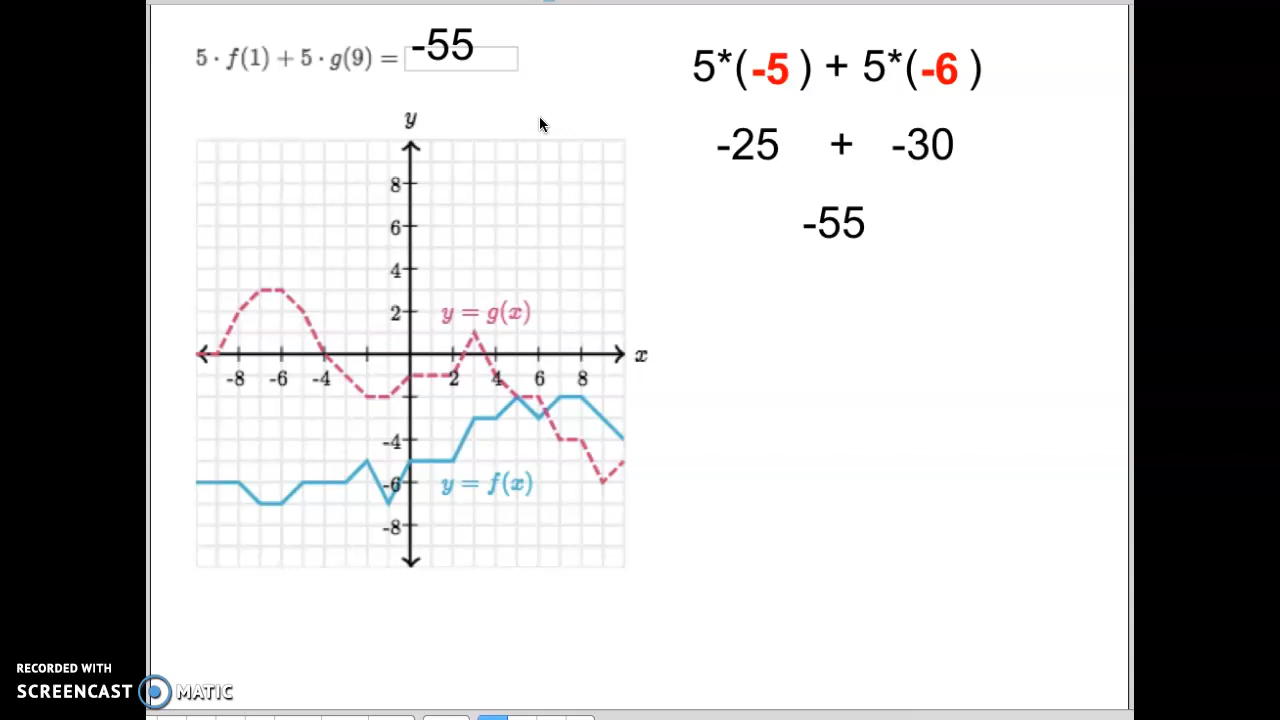 5 · f(1) + 5 · g(9) = -55
5*(-5 ) + 5*(-6 )
-25 + -30
-55
y
8
6
4
2
y = g(x)
x
-8 -6 -4 2 4 6 8
-4
-6
y = f(x)
-8
RECORDED WITH
SCREENCAST MATIC